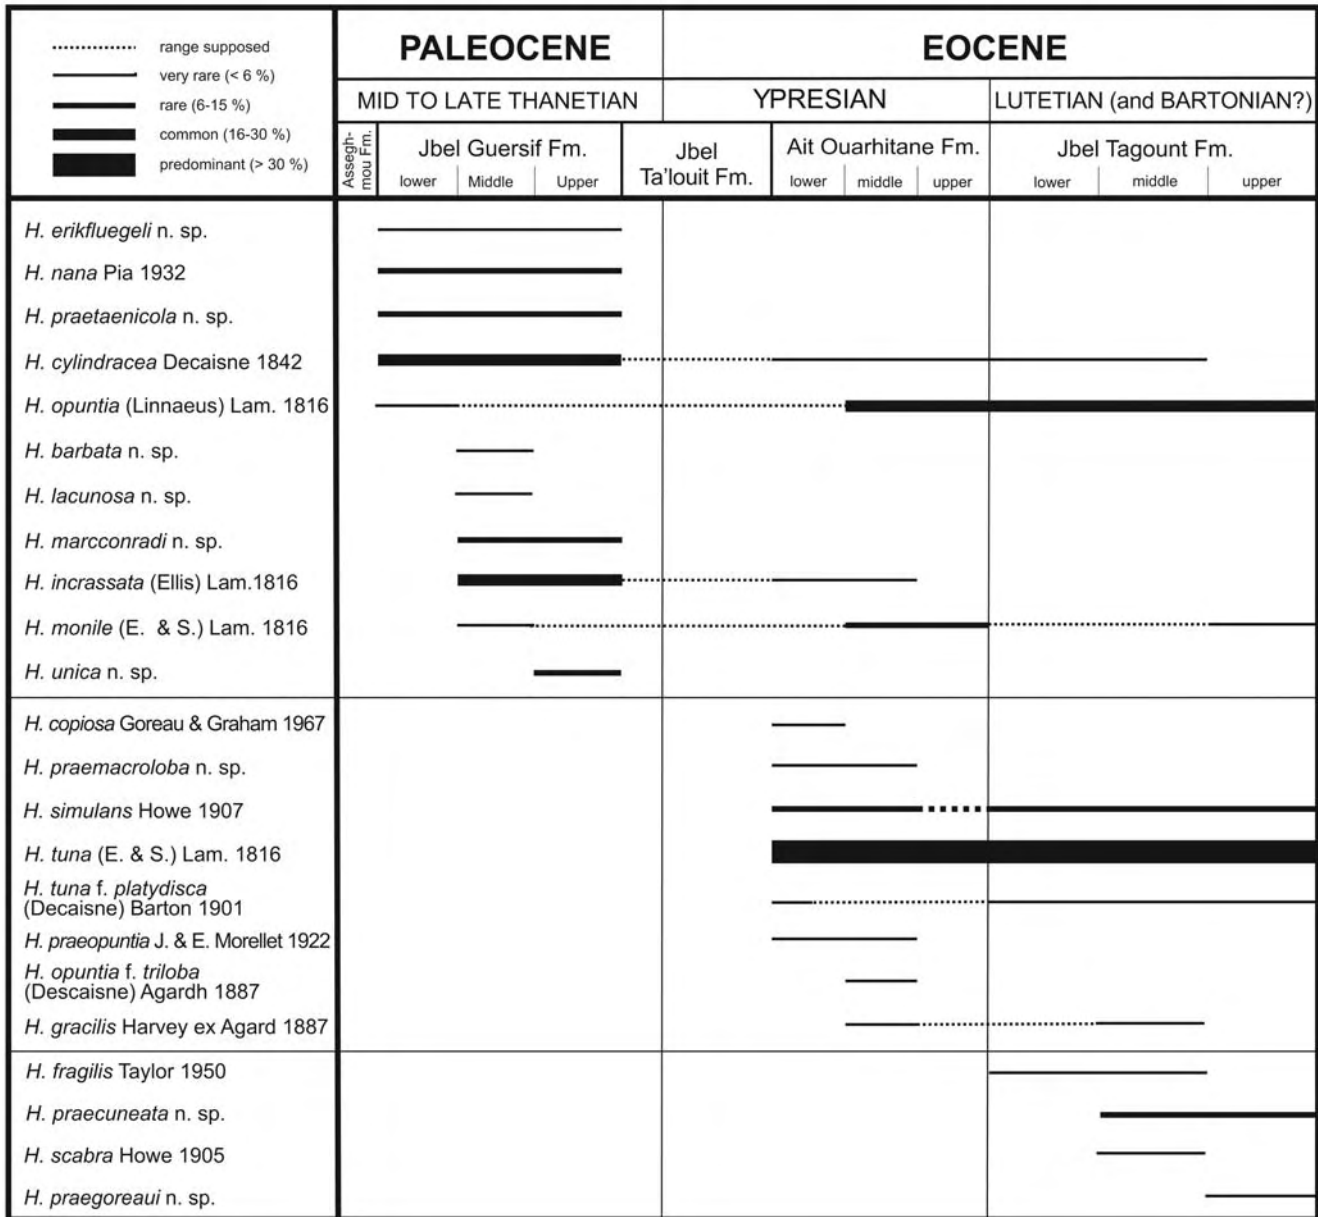 range supposed
very rare (< 6 %)
rare (6-15 %)
common (16-30 %)
predominant (> 30 %)
PALEOCENE
EOCENE
MID TO LATE THANETIAN
YPRESIAN
LUTETIAN (and BARTONIAN?)
Assegh-
mou Fm.
Jbel Guersif Fm.
lower
Middle
Upper
Jbel
Ta'louit Fm.
Ait Ouarhitane Fm.
lower
middle
upper
Jbel Tagount Fm.
lower
middle
upper
H. erikfluegeli n. sp.
H. nana Pia 1932
H. praetaenicola n. sp.
H. cylindracea Decaisne 1842
H. opuntia (Linnaeus) Lam. 1816
H. barbata n. sp.
H. lacunosa n. sp.
H. marcconradi n. sp.
H. incrassata (Ellis) Lam.1816
H. monile (E. & S.) Lam. 1816
H. unica n. sp.
H. copiosa Goreau & Graham 1967
H. praemacroloba n. sp.
H. simulans Howe 1907
H. tuna (E. & S.) Lam. 1816
H. tuna f. platydisca
(Decaisne) Barton 1901
H. praeopuntia J. & E. Morellet 1922
H. opuntia f. triloba
(Descaisne) Agardh 1887
H. gracilis Harvey ex Agard 1887
H. fragilis Taylor 1950
H. praecuneata n. sp.
H. scabra Howe 1905
H. praegoreaui n. sp.